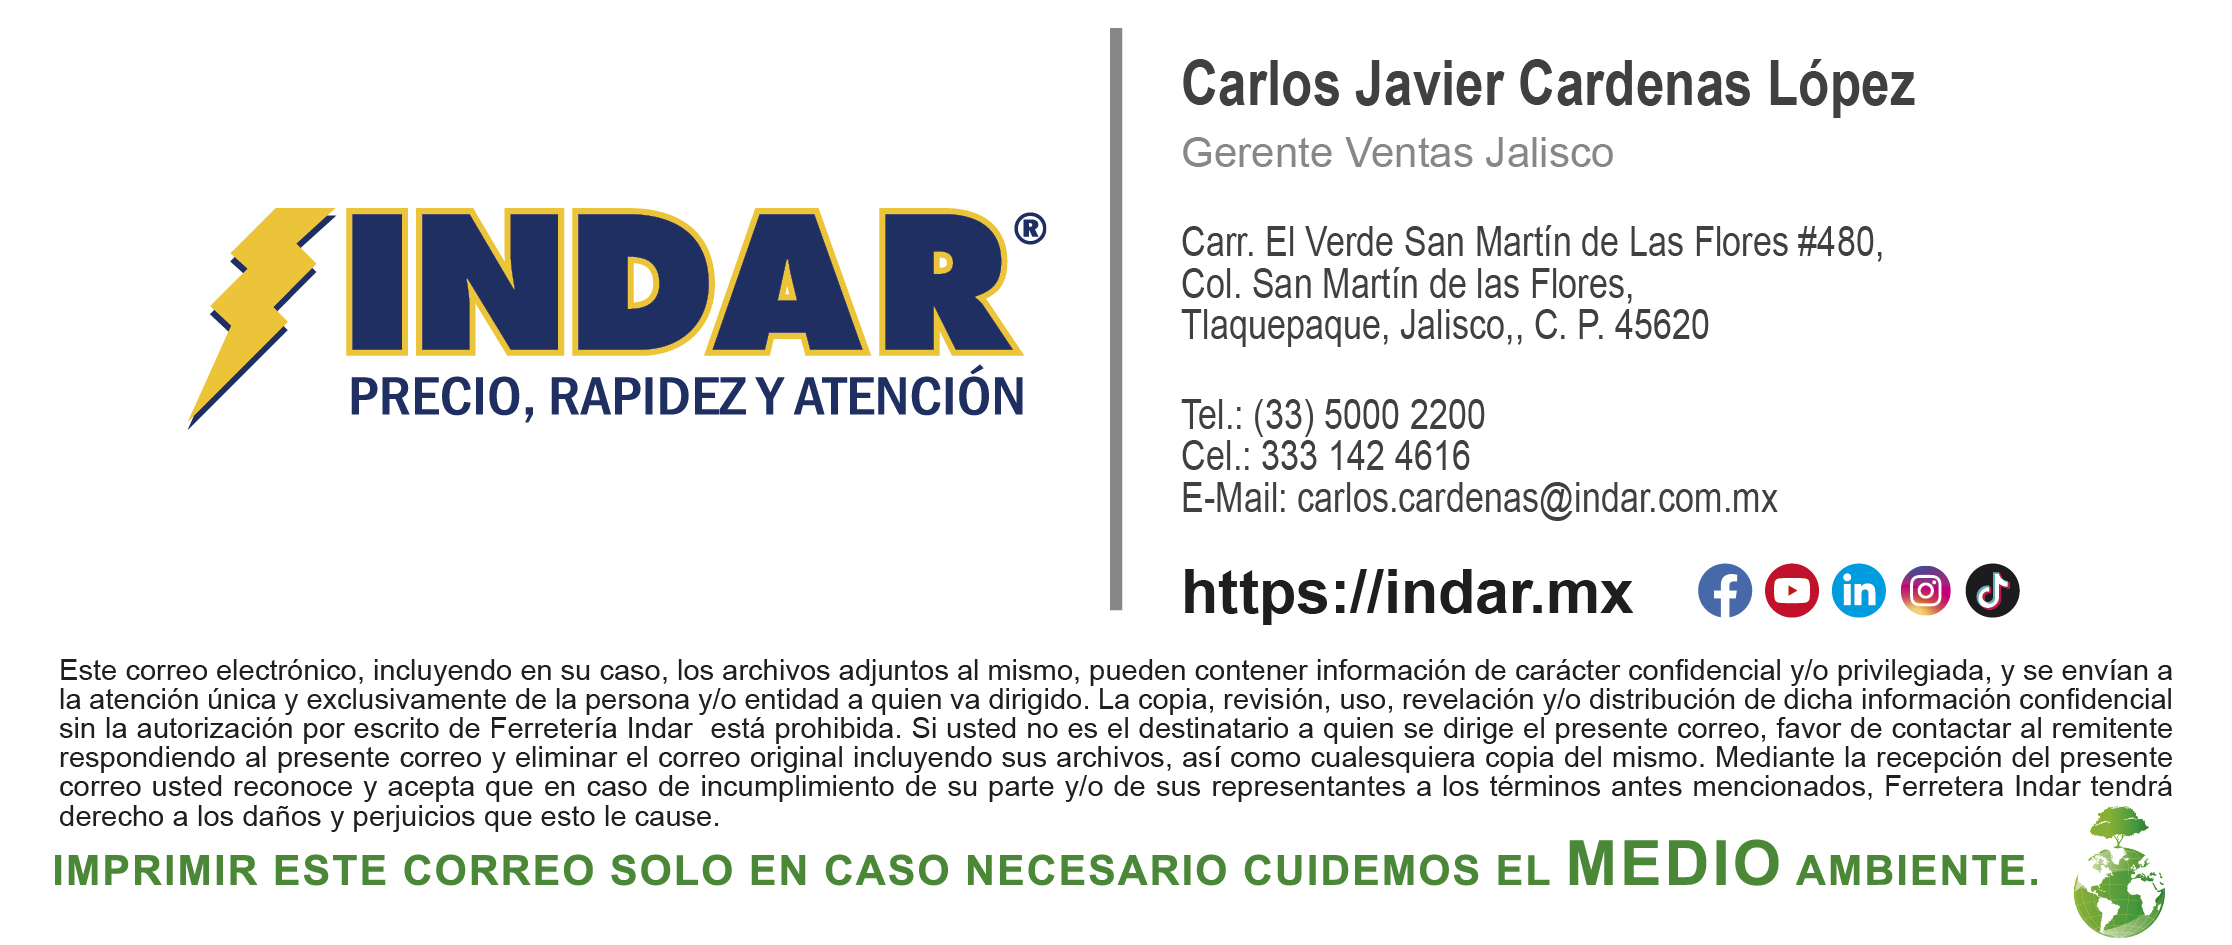 INDAR®
PRECIO, RAPIDEZ Y ATENCIÓN
Carlos Javier Cardenas López
Gerente Ventas Jalisco
Carr. El Verde San Martín de Las Flores #480,
Col. San Martín de las Flores,
Tlaquepaque, Jalisco,, C. P. 45620
Tel.: (33) 5000 2200
Cel.: 333 142 4616
E-Mail: carlos.cardenas@indar.com.mx
https://indar.mx
Este correo electrónico, incluyendo en su caso, los archivos adjuntos al mismo, pueden contener información de carácter confidencial y/o privilegiada, y se envían a
la atención única y exclusivamente de la persona y/o entidad a quien va dirigido. La copia, revisión, uso, revelación y/o distribución de dicha información confidencial
sin la autorización por escrito de Ferretería Indar  está prohibida. Si usted no es el destinatario a quien se dirige el presente correo, favor de contactar al remitente
respondiendo al presente correo y eliminar el correo original incluyendo sus archivos, así como cualesquiera copia del mismo. Mediante la recepción del presente
correo usted reconoce y acepta que en caso de incumplimiento de su parte y/o de sus representantes a los términos antes mencionados, Ferretera Indar tendrá
derecho a los daños y perjuicios que esto le cause.
IMPRIMIR ESTE CORREO SOLO EN CASO NECESARIO CUIDEMOS EL MEDIO AMBIENTE.